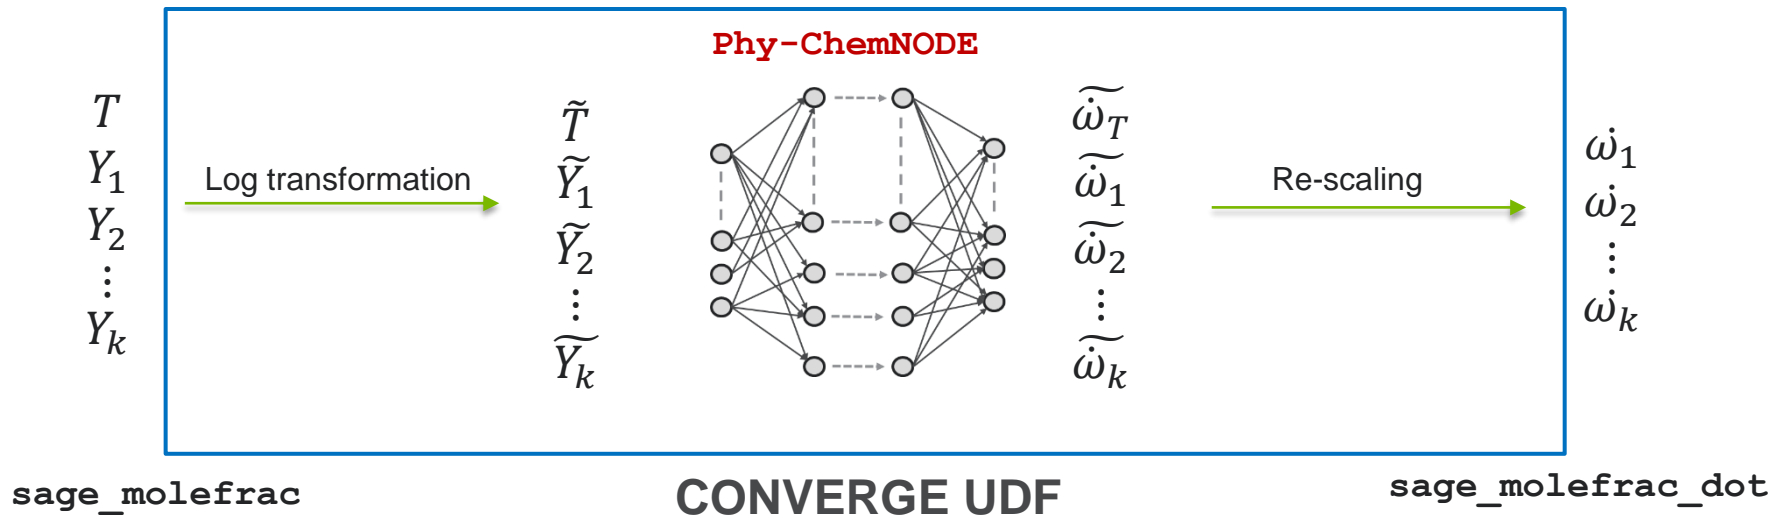 Phy-ChemNODE
T
Y₁
Y₂
⋮
Yₖ
Log transformation
T̃
Ỹ₁
Ỹ₂
⋮
Ỹₖ
ω̇̃_T
ω̇̃₁
ω̇̃₂
⋮
ω̇̃ₖ
Re-scaling
ω̇₁
ω̇₂
⋮
ω̇ₖ
sage_molefrac
CONVERGE UDF
sage_molefrac_dot